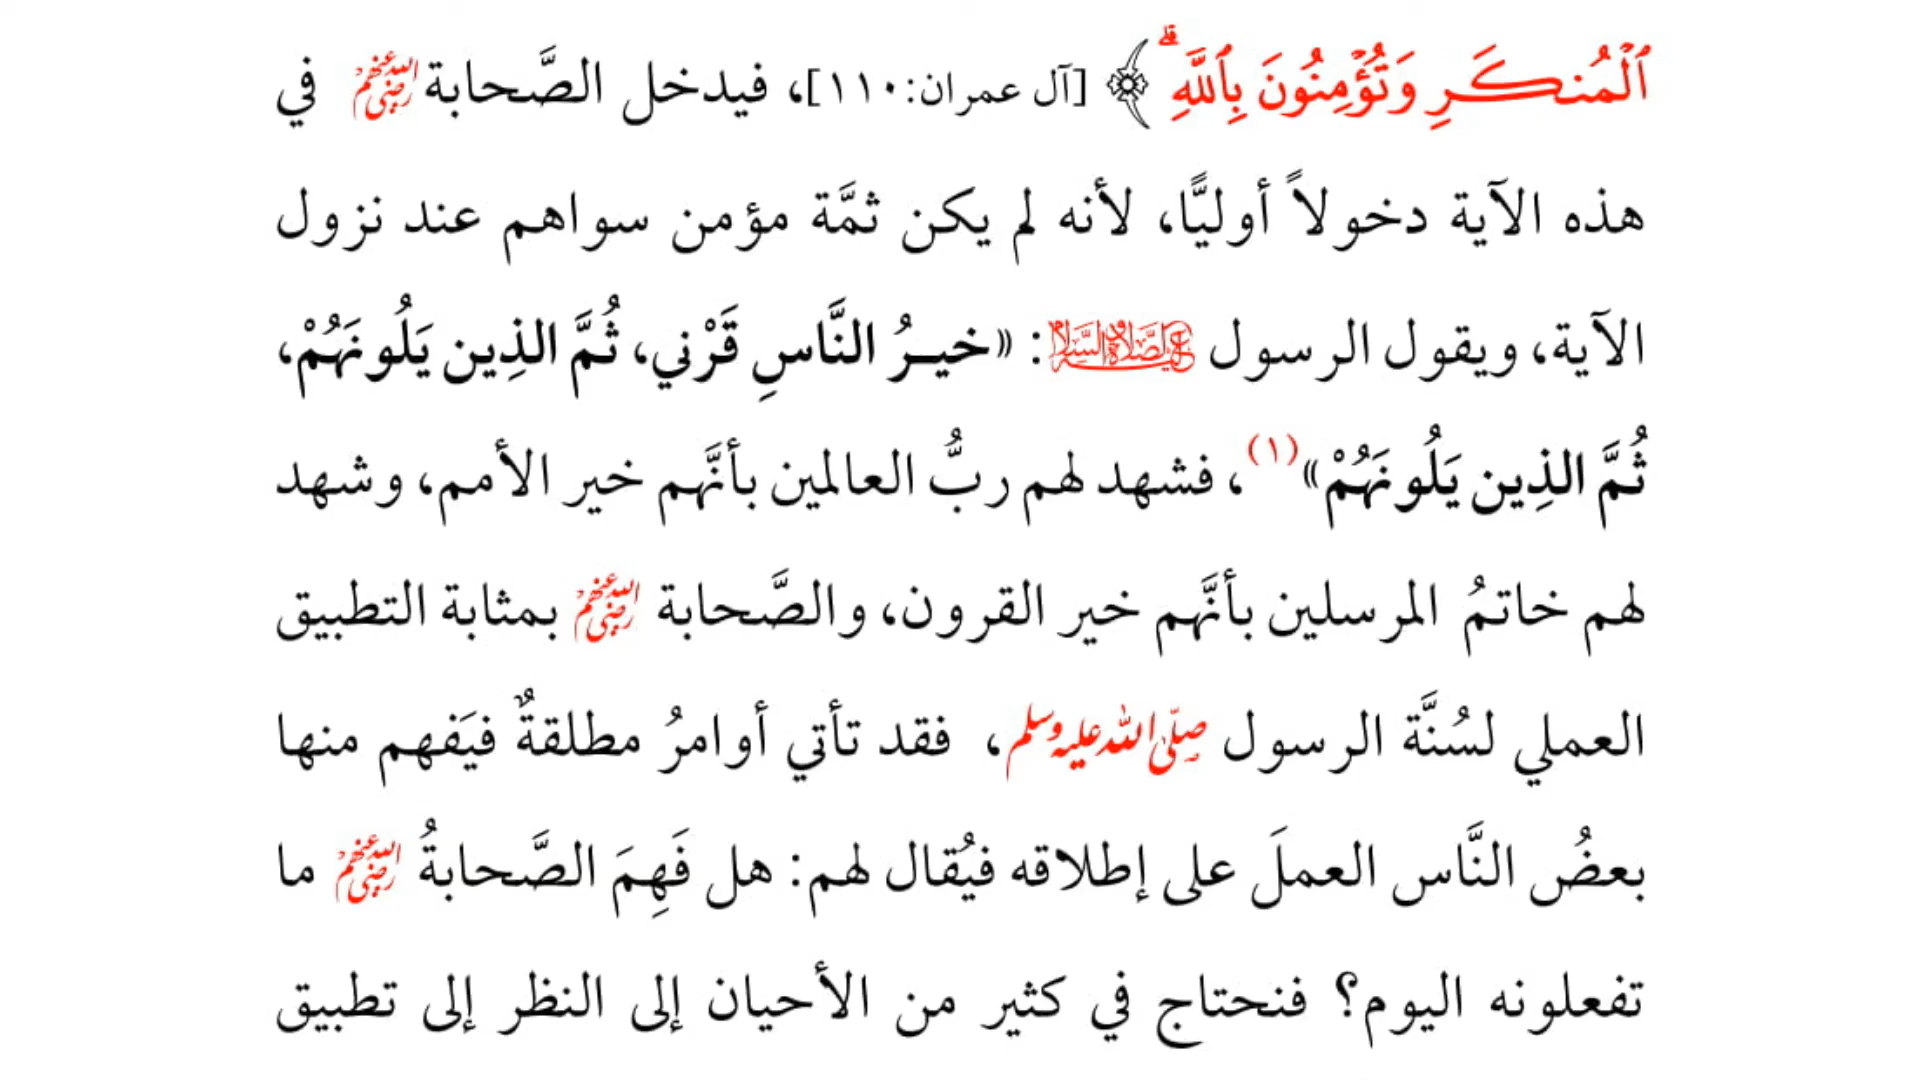 ٱلْمُنكَرِ وَتُؤْمِنُونَ بِٱللَّهِ ۗ ﴾ [آل عمران:١١٠]، فيدخل الصَّحابة رضي الله عنهم في
هذه الآية دخولاً أوليًّا، لأنه لم يكن ثمَّة مؤمن سواهم عند نزول
الآية، ويقول الرسول عليه الصلاة والسلام: «خيرُ النَّاسِ قَرْني، ثُمَّ الذِين يَلُونَهُمْ،
ثُمَّ الذِين يَلُونَهُمْ»(١)، فشهد لهم ربُّ العالمين بأنَّهم خير الأمم، وشهد
لهم خاتمُ المرسلين بأنَّهم خير القرون، والصَّحابة رضي الله عنهم بمثابة التطبيق
العملي لسُنَّة الرسول صلى الله عليه وسلم، فقد تأتي أوامرُ مطلقةٌ فيَفهم منها
بعضُ النَّاس العملَ على إطلاقه فيُقال لهم: هل فَهِمَ الصَّحابةُ رضي الله عنهم ما
تفعلونه اليوم؟ فنحتاج في كثير من الأحيان إلى النظر إلى تطبيق